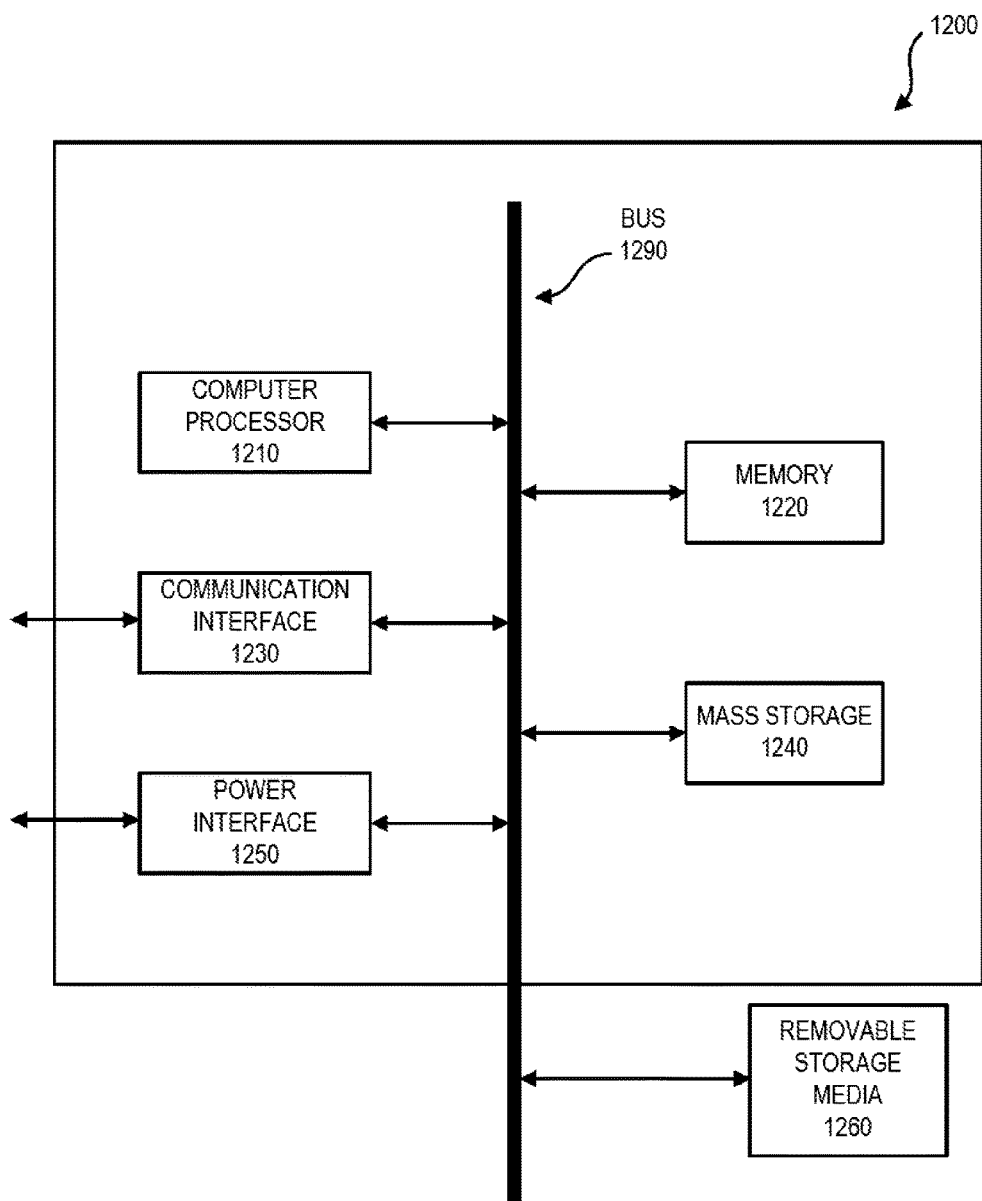 1200
BUS
1290
COMPUTER
PROCESSOR
1210
MEMORY
1220
COMMUNICATION
INTERFACE
1230
MASS STORAGE
1240
POWER
INTERFACE
1250
REMOVABLE
STORAGE
MEDIA
1260